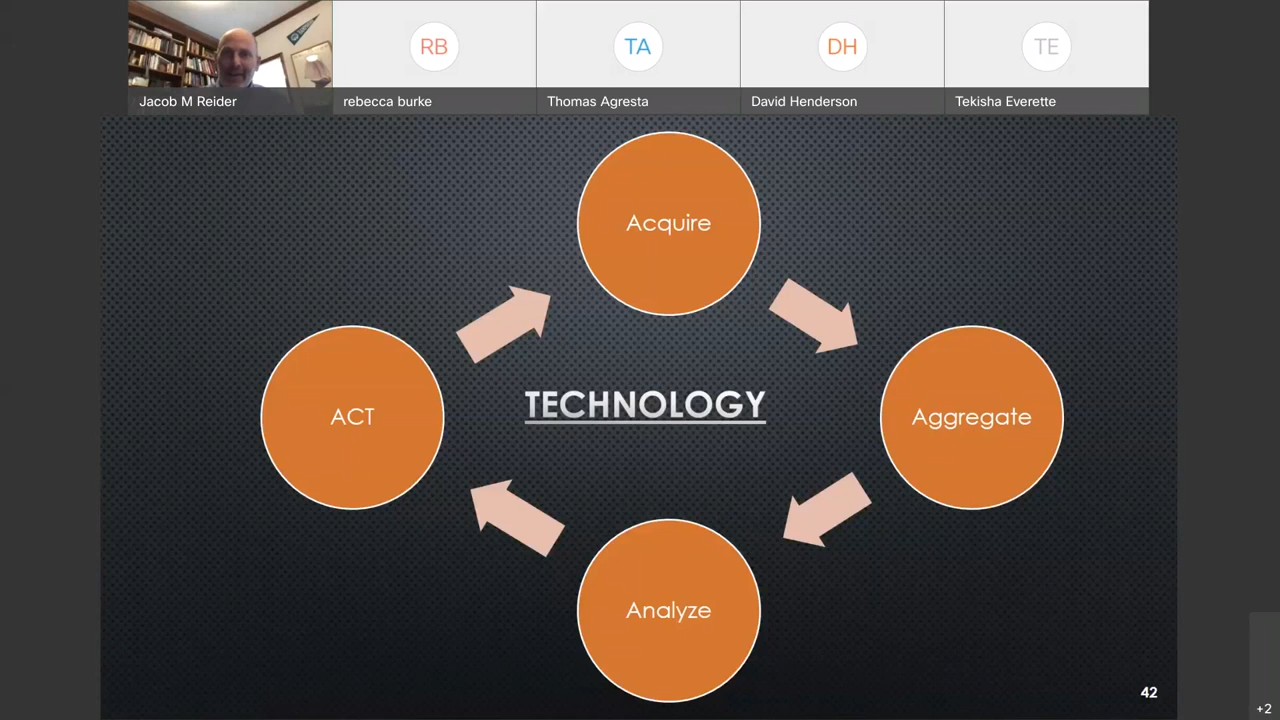 RB
TA
DH
TE
Jacob M Reider
rebecca burke
Thomas Agresta
David Henderson
Tekisha Everette
Acquire
TECHNOLOGY
ACT
Aggregate
Analyze
42
+2